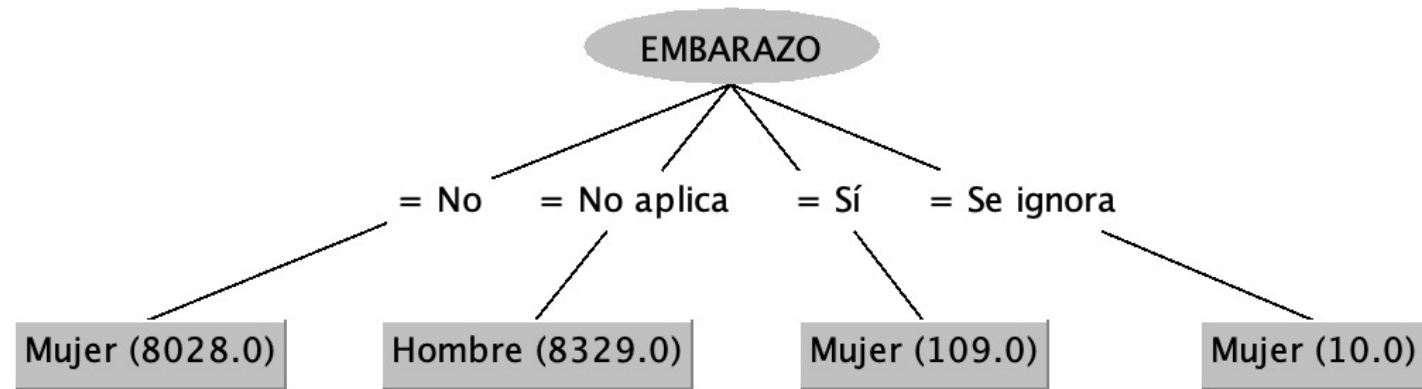 EMBARAZO
= No = No aplica = Sí = Se ignora
Mujer (8028.0) Hombre (8329.0) Mujer (109.0) Mujer (10.0)